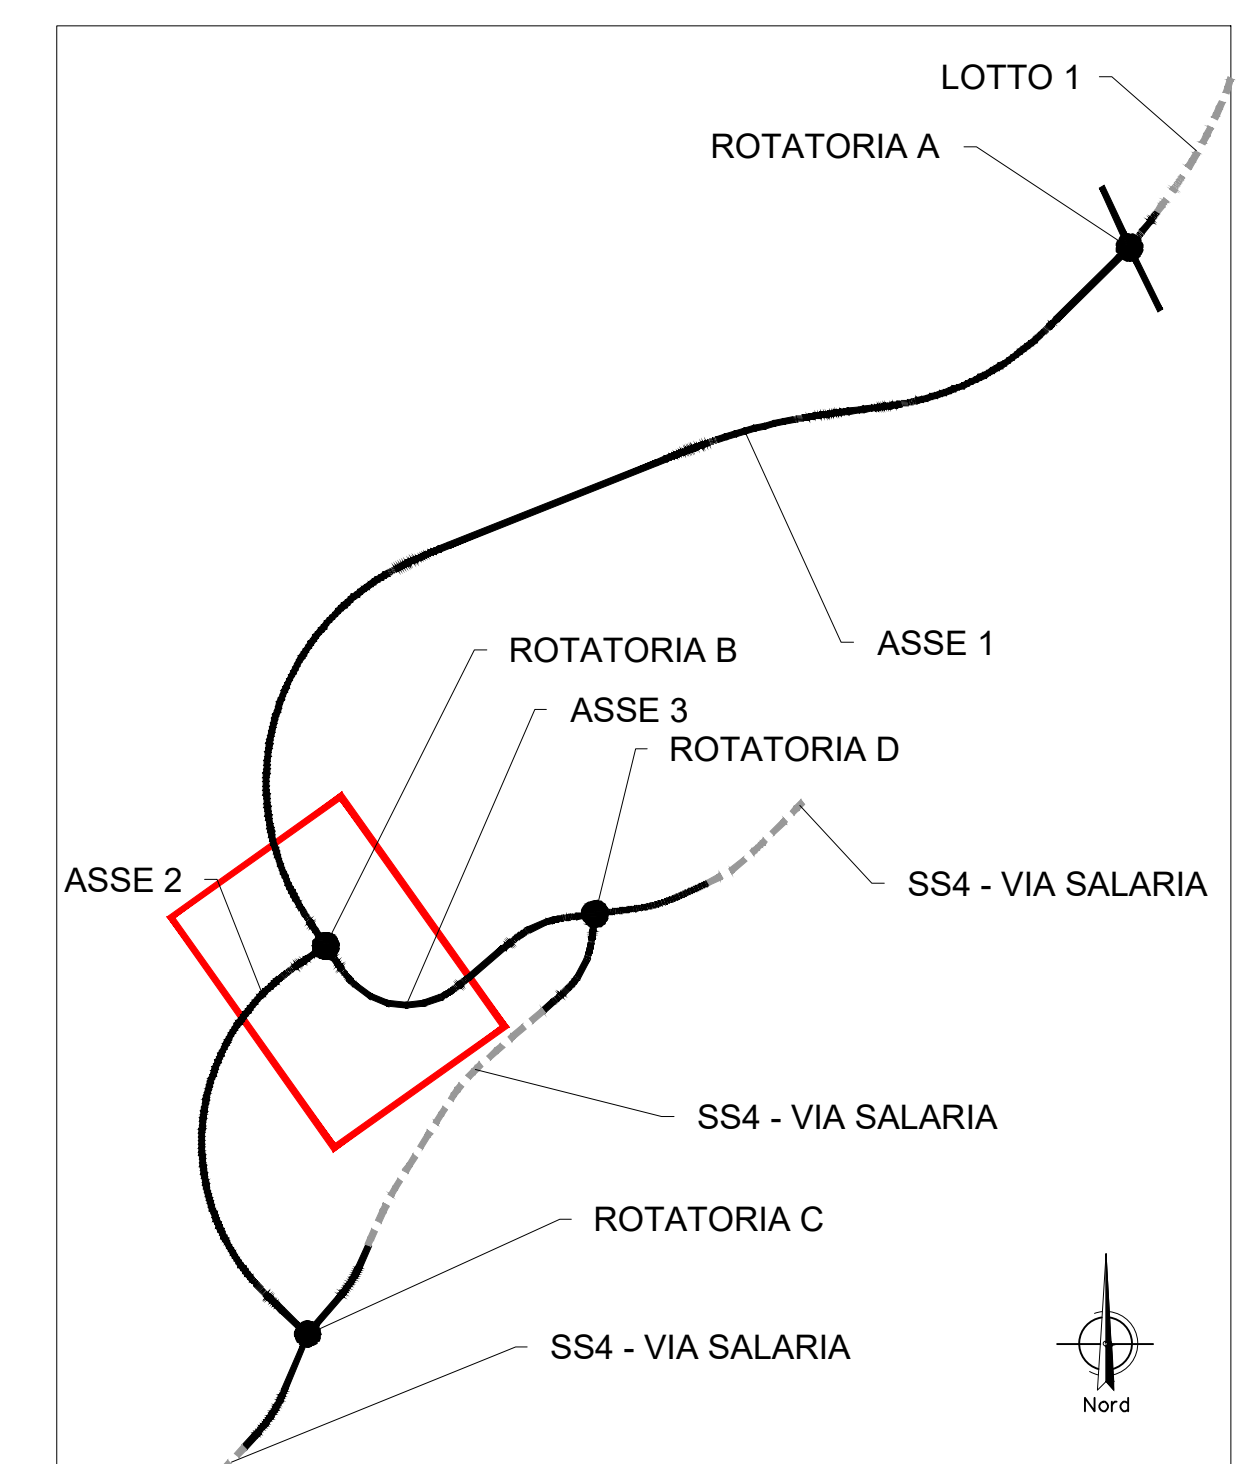 LOTTO 1
ROTATORIA A
ASSE 1
ROTATORIA B
ASSE 3
ROTATORIA D
ASSE 2
SS4 - VIA SALARIA
SS4 - VIA SALARIA
ROTATORIA C
SS4 - VIA SALARIA
Nord